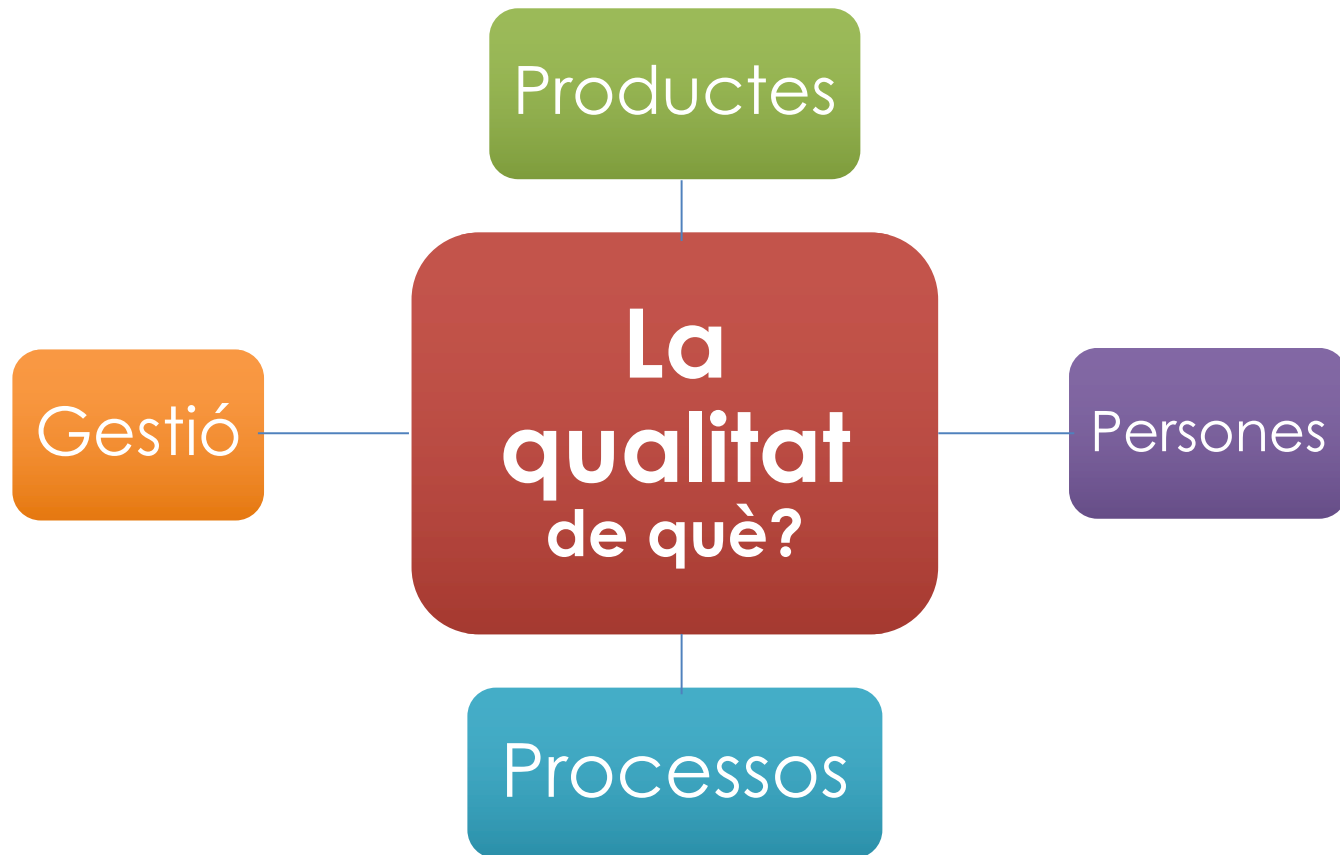 Productes
La
qualitat
de què?
Gestió
Persones
Processos